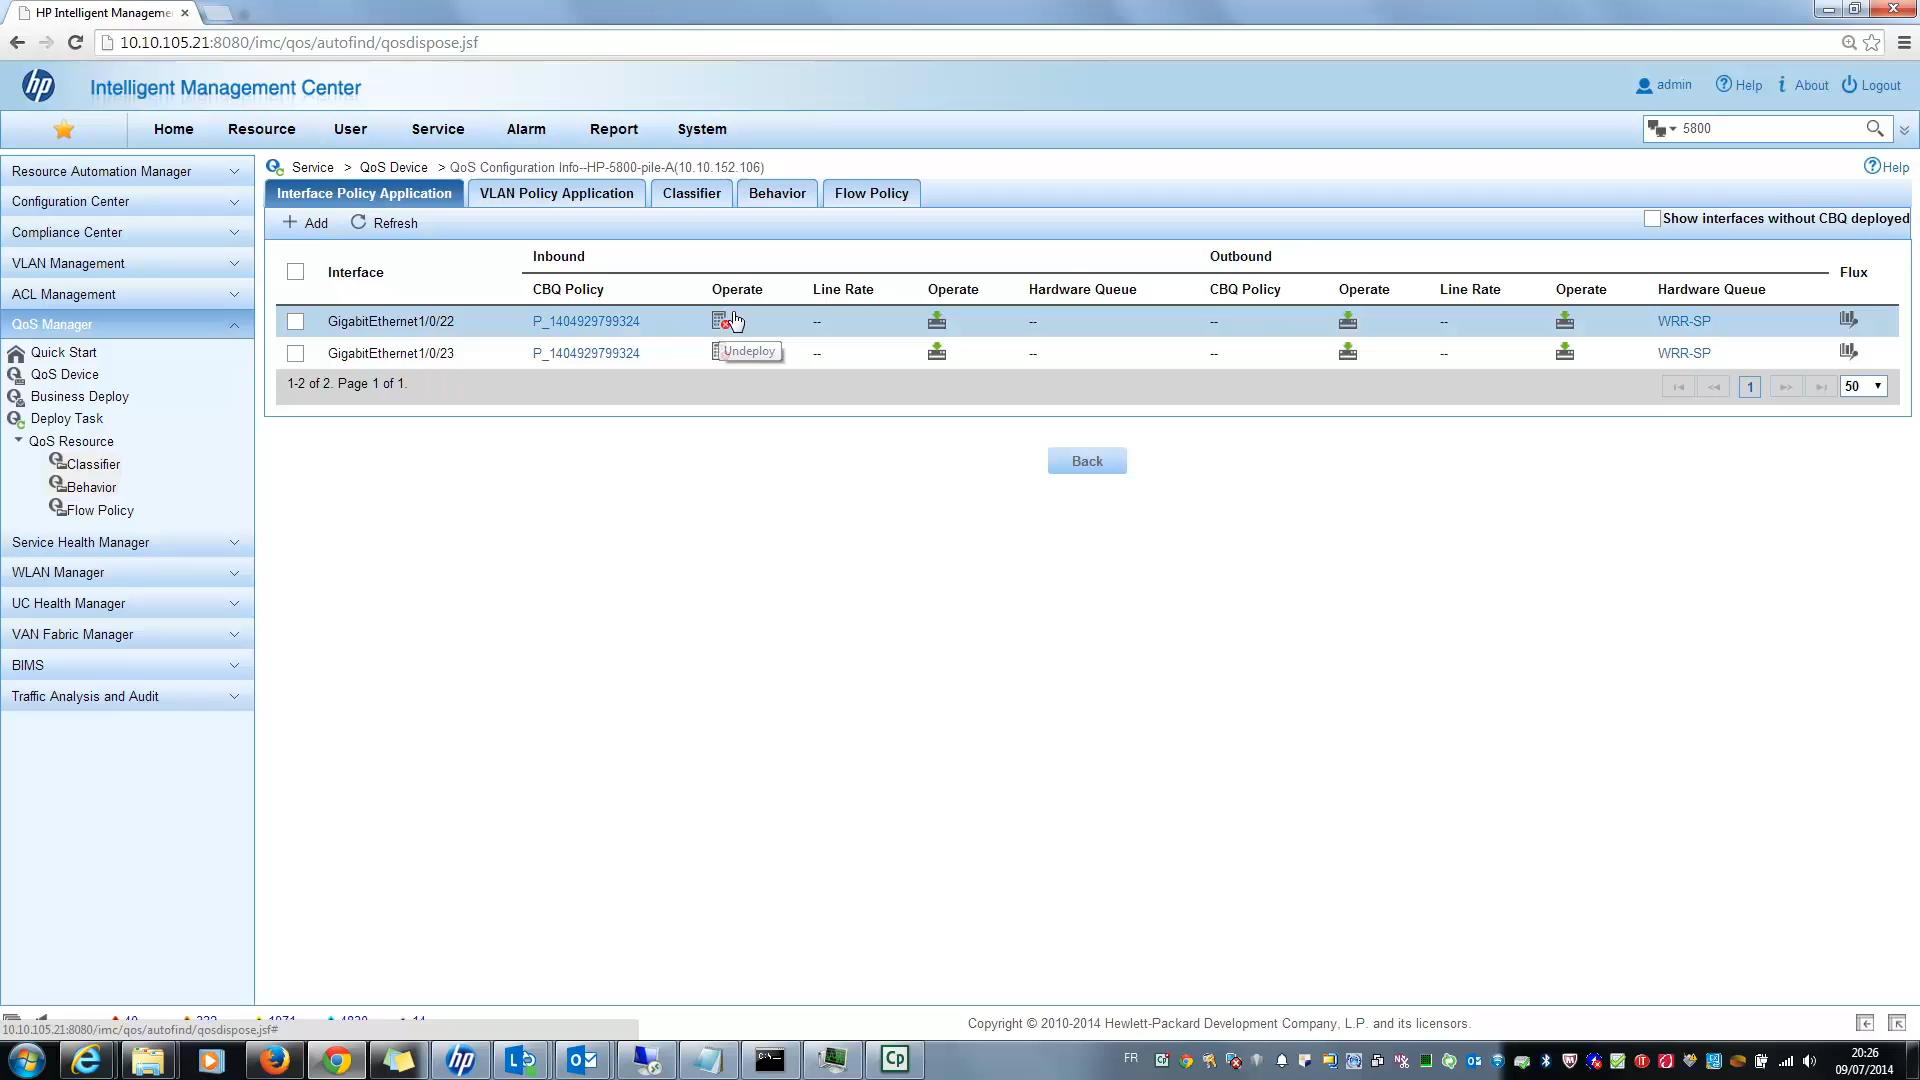 HP Intelligent Manageme
10.10.105.21:8080/imc/qos/autofind/qosdispose.jsf
hp Intelligent Management Center
admin Help About Logout
Home Resource User Service Alarm Report System
5800
Resource Automation Manager
Configuration Center
Compliance Center
VLAN Management
ACL Management
QoS Manager
Quick Start
QoS Device
Business Deploy
Deploy Task
QoS Resource
Classifier
Behavior
Flow Policy
Service Health Manager
WLAN Manager
UC Health Manager
VAN Fabric Manager
BIMS
Traffic Analysis and Audit
Service > QoS Device > QoS Configuration Info--HP-5800-pile-A(10.10.152.106)
Help
Interface Policy Application VLAN Policy Application Classifier Behavior Flow Policy
Add Refresh
Show interfaces without CBQ deployed
Inbound Outbound
Interface Flux
CBQ Policy Operate Line Rate Operate Hardware Queue CBQ Policy Operate Line Rate Operate Hardware Queue
GigabitEthernet1/0/22 P_1404929799324 -- -- -- -- WRR-SP
Undeploy
GigabitEthernet1/0/23 P_1404929799324 -- -- -- -- WRR-SP
1-2 of 2. Page 1 of 1.
1 50
Back
10.10.105.21:8080/imc/qos/autofind/qosdispose.jsf#
Copyright © 2010-2014 Hewlett-Packard Development Company, L.P. and its licensors.
FR
20:26
09/07/2014